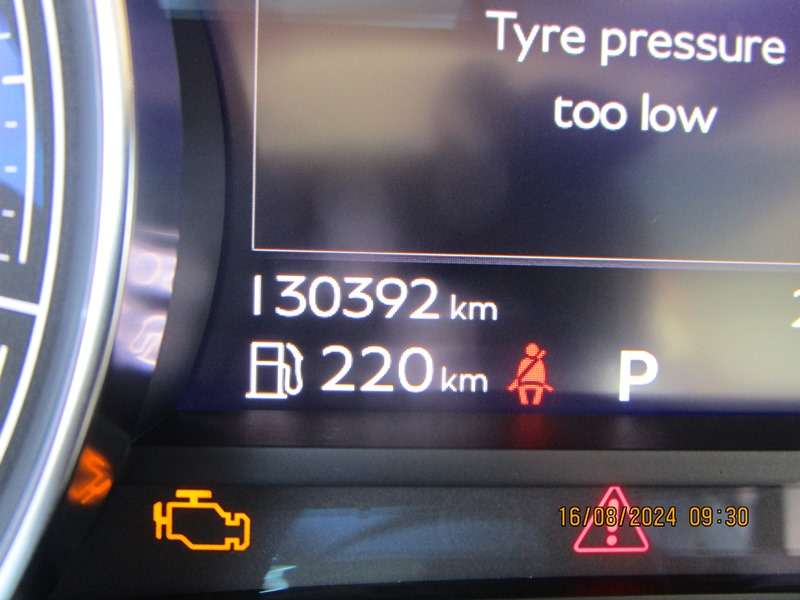 Tyre pressure
too low
130392 km
220 km
P
16/08/2024 09:30